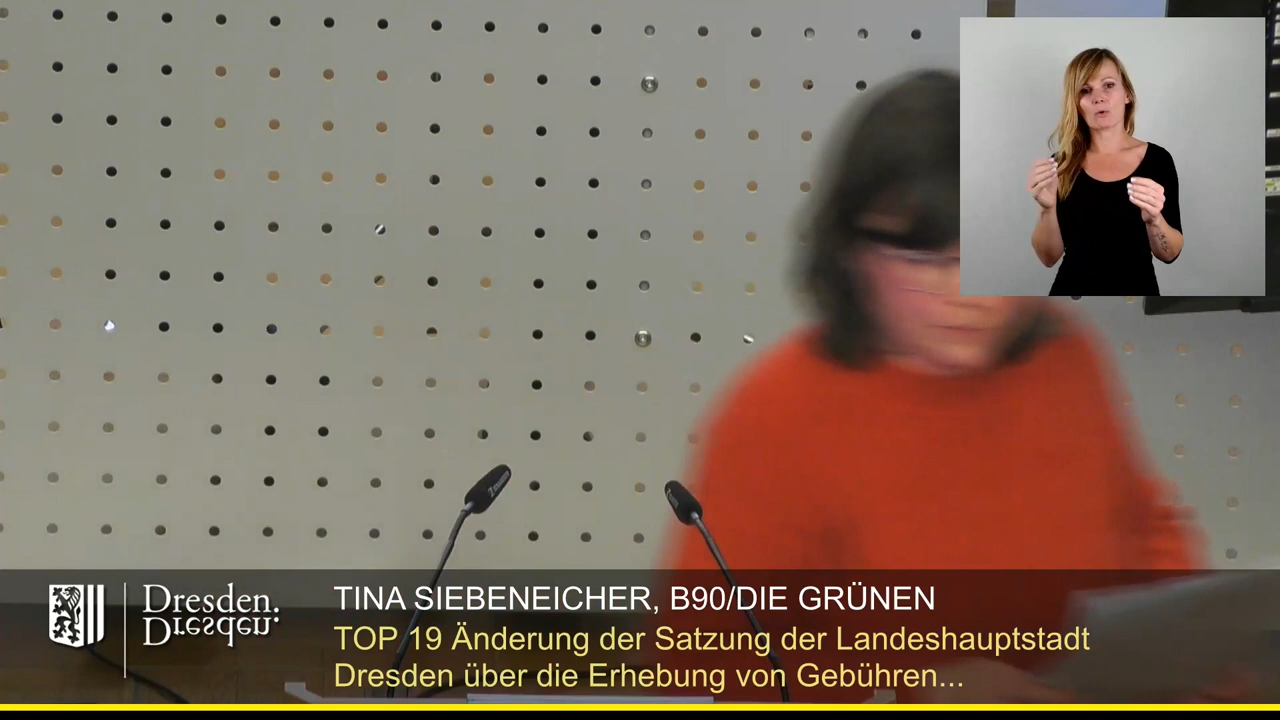 Dresden.
Dresden.
TINA SIEBENEICHER, B90/DIE GRÜNEN
TOP 19 Änderung der Satzung der Landeshauptstadt
Dresden über die Erhebung von Gebühren...